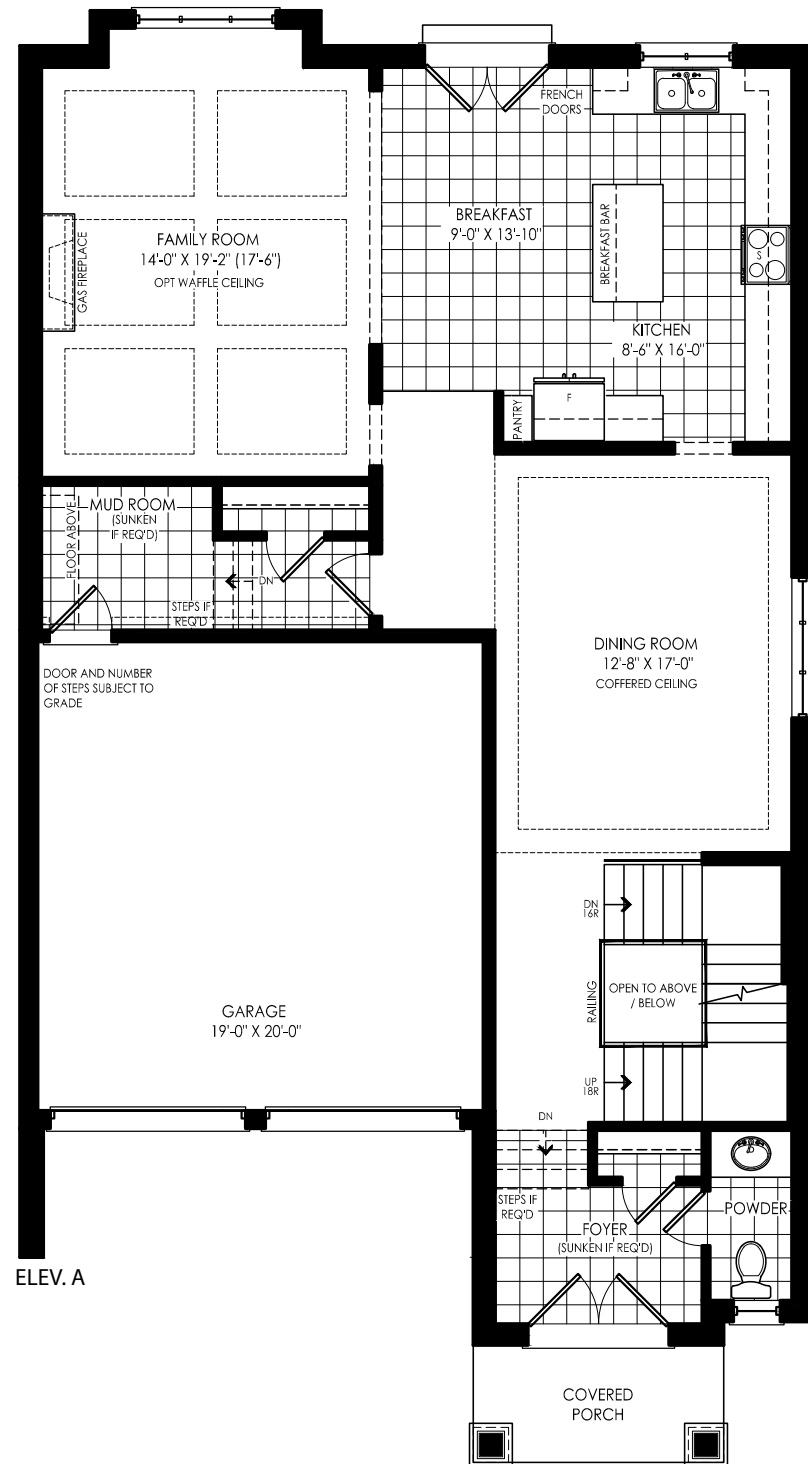 FRENCH
DOORS
FAMILY ROOM
14'-0" X 19'-2" (17'-6")
OPT WAFFLE CEILING
GAS FIREPLACE
BREAKFAST
9'-0" X 13'-10"
BREAKFAST BAR
S
KITCHEN
8'-6" X 16'-0"
PANTRY
F
MUD ROOM
(SUNKEN
IF REQ'D)
FLOOR ABOVE
DN
STEPS IF
REQ'D
DOOR AND NUMBER
OF STEPS SUBJECT TO
GRADE
DINING ROOM
12'-8" X 17'-0"
COFFERED CEILING
DN
16R
RAILING
OPEN TO ABOVE
/ BELOW
GARAGE
19'-0" X 20'-0"
UP
18R
DN
STEPS IF
REQ'D
FOYER
(SUNKEN IF REQ'D)
POWDER
ELEV. A
COVERED
PORCH